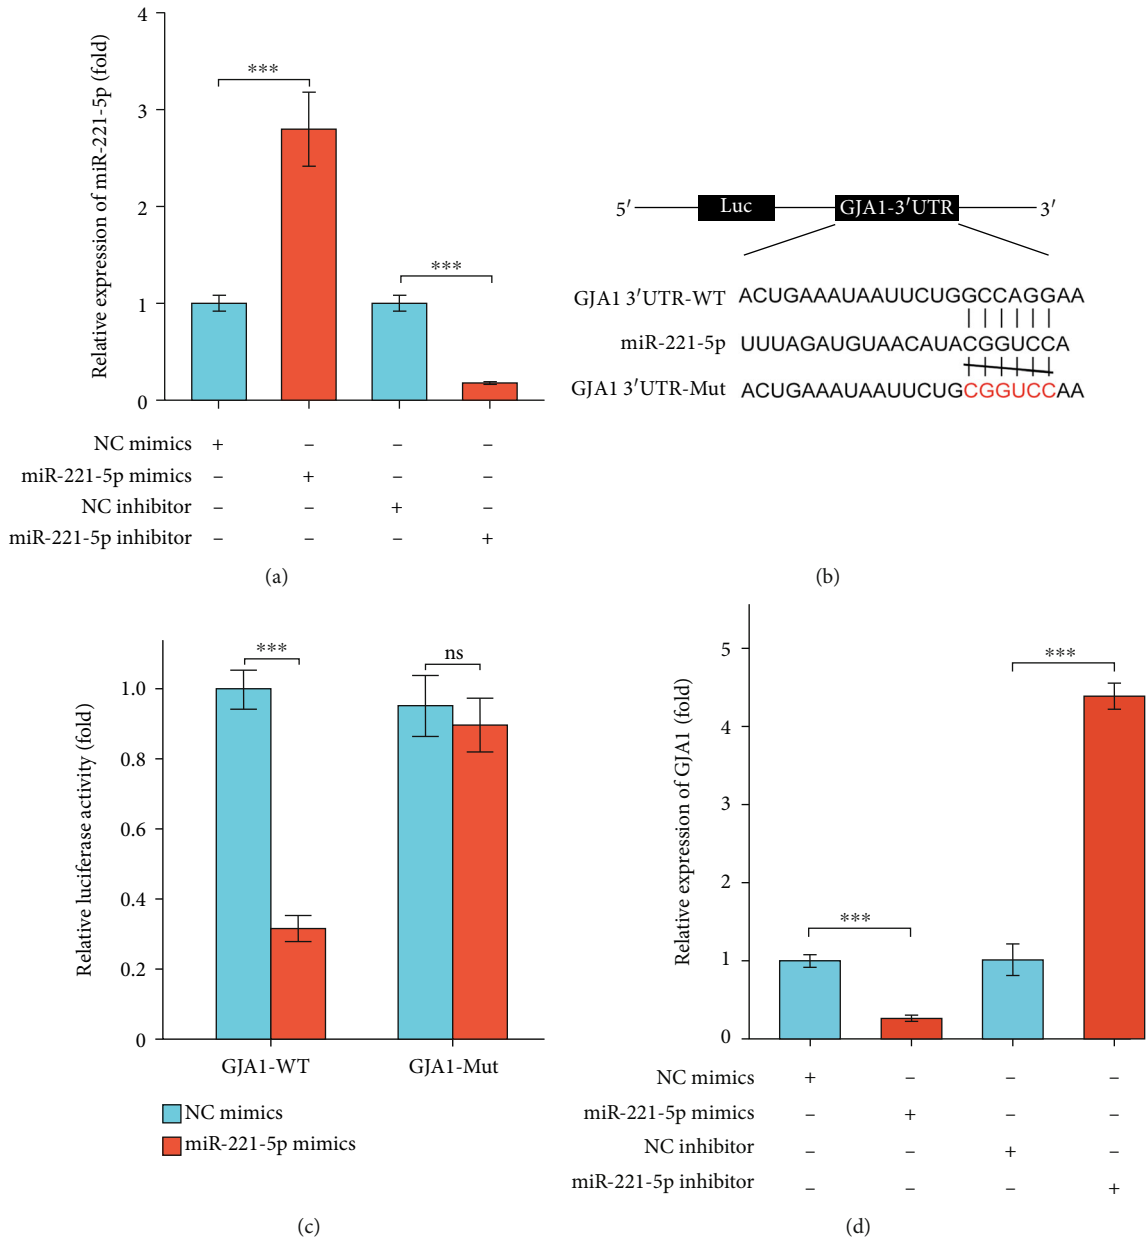 4
3
2
1
0
Relative expression of miR-221-5p (fold)
***
***
NC mimics + – – –
miR-221-5p mimics – + – –
NC inhibitor – – + –
miR-221-5p inhibitor – – – +
(a)
5′ Luc GJA1-3′UTR 3′
GJA1 3′UTR-WT ACUGAAAUAAUUCUGGCCAGGAA
miR-221-5p UUUAGAUGUAACAUACGGUCCA
GJA1 3′UTR-Mut ACUGAAAUAAUUCUGCGGUCCAA
(b)
Relative luciferase activity (fold)
1.0
0.8
0.6
0.4
0.2
0
***
ns
GJA1-WT GJA1-Mut
NC mimics
miR-221-5p mimics
(c)
Relative expression of GJA1 (fold)
5
4
3
2
1
0
***
***
NC mimics + – – –
miR-221-5p mimics – + – –
NC inhibitor – – + –
miR-221-5p inhibitor – – – +
(d)